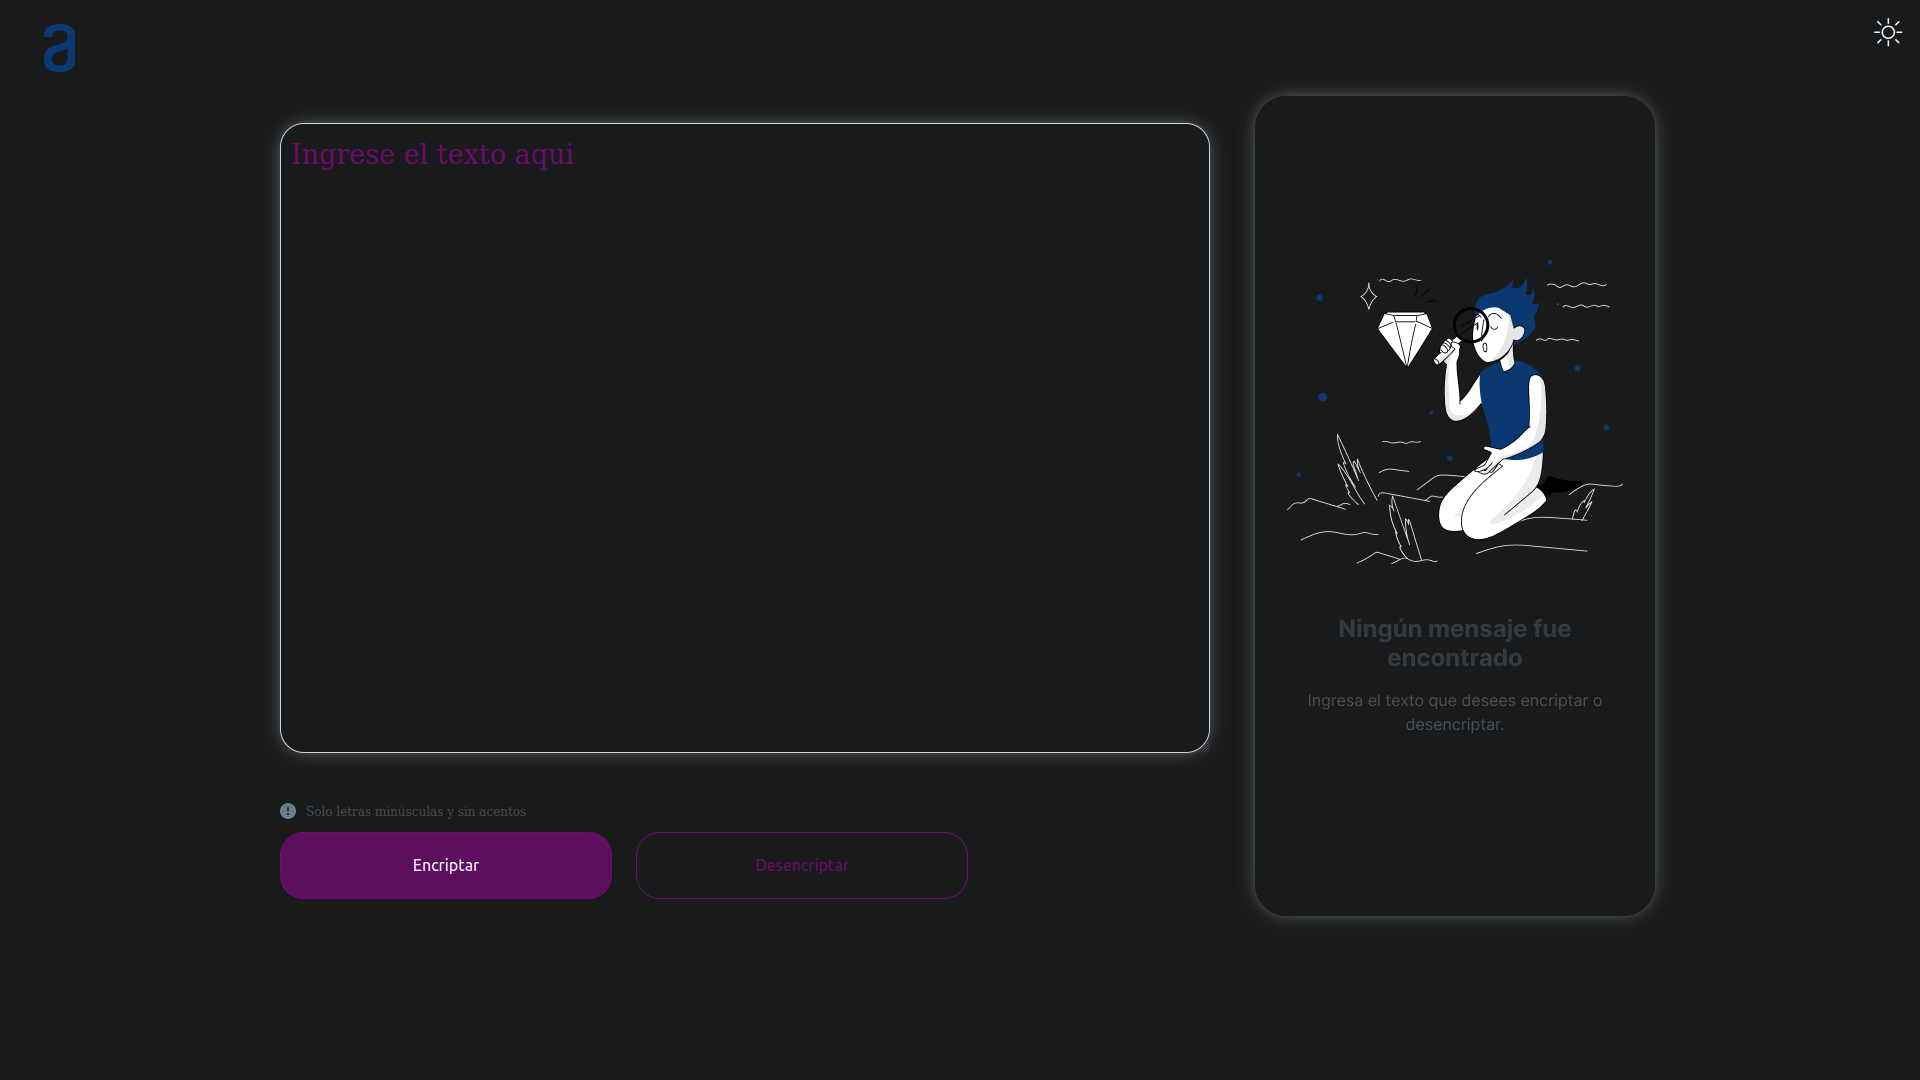 a
Ingrese el texto aqui
Solo letras minúsculas y sin acentos
Encriptar
Desencriptar
Ningún mensaje fue
encontrado
Ingresa el texto que desees encriptar o
desencriptar.